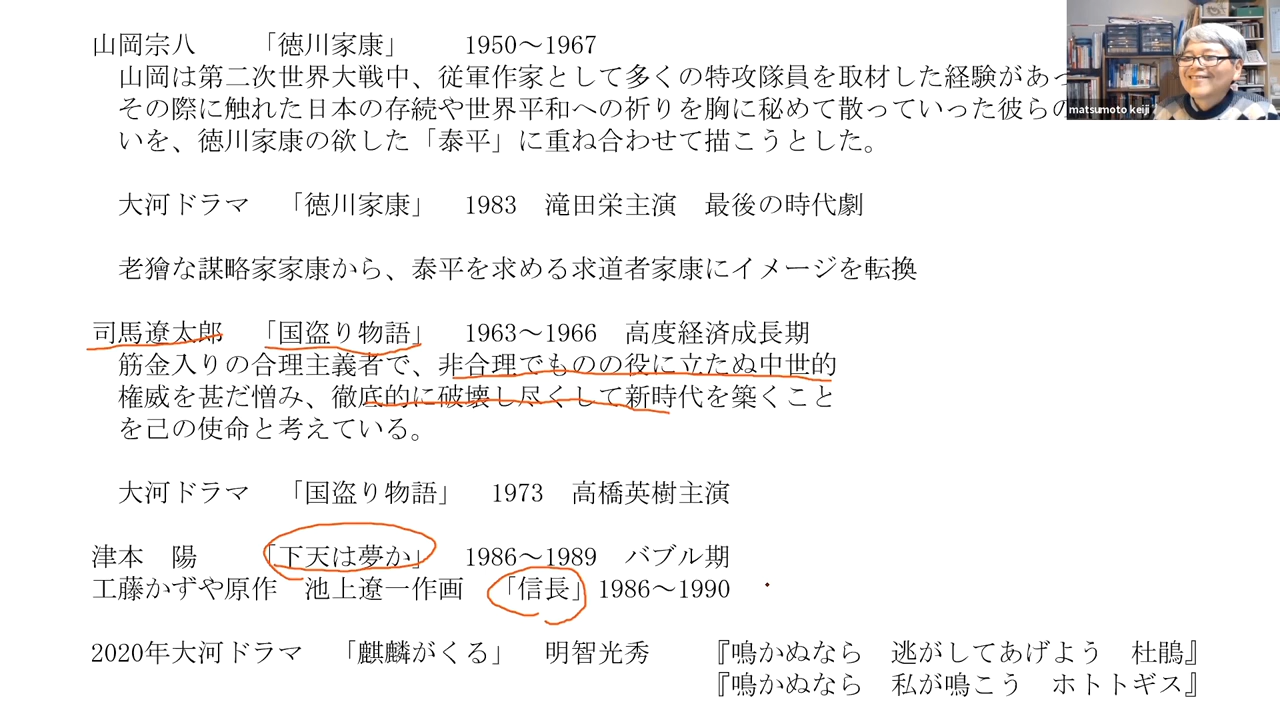 山岡宗八　　「徳川家康」　　1950～1967
山岡は第二次世界大戦中、従軍作家として多くの特攻隊員を取材した経験があっ
その際に触れた日本の存続や世界平和への祈りを胸に秘めて散っていった彼らの
いを、徳川家康の欲した「泰平」に重ね合わせて描こうとした。
大河ドラマ　「徳川家康」　1983　滝田栄主演　最後の時代劇
老獪な謀略家家康から、泰平を求める求道者家康にイメージを転換
司馬遼太郎　「国盗り物語」　1963～1966　高度経済成長期
筋金入りの合理主義者で、非合理でものの役に立たぬ中世的
権威を甚だ憎み、徹底的に破壊し尽くして新時代を築くこと
を己の使命と考えている。
大河ドラマ　「国盗り物語」　1973　高橋英樹主演
津本　陽　　「下天は夢か」　1986～1989　バブル期
工藤かずや原作　池上遼一作画　「信長」1986～1990
2020年大河ドラマ　「麒麟がくる」　明智光秀　　『鳴かぬなら　逃がしてあげよう　杜鵑』
『鳴かぬなら　私が鳴こう　ホトトギス』
matsumoto keiji